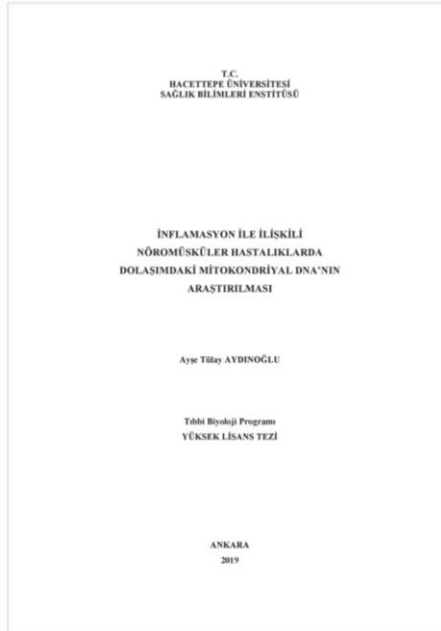 T.C.
HACETTEPE ÜNİVERSİTESİ
SAĞLIK BİLİMLERİ ENSTİTÜSÜ
İNFLAMASYON İLE İLİŞKİLİ
NÖROMÜSKÜLER HASTALIKLARDA
DOLAŞIMDAKİ MİTOKONDRİYAL DNA’NIN
ARAŞTIRILMASI
Ayşe Tülay AYDINOĞLU
Tıbbi Biyoloji Programı
YÜKSEK LİSANS TEZİ
ANKARA
2019